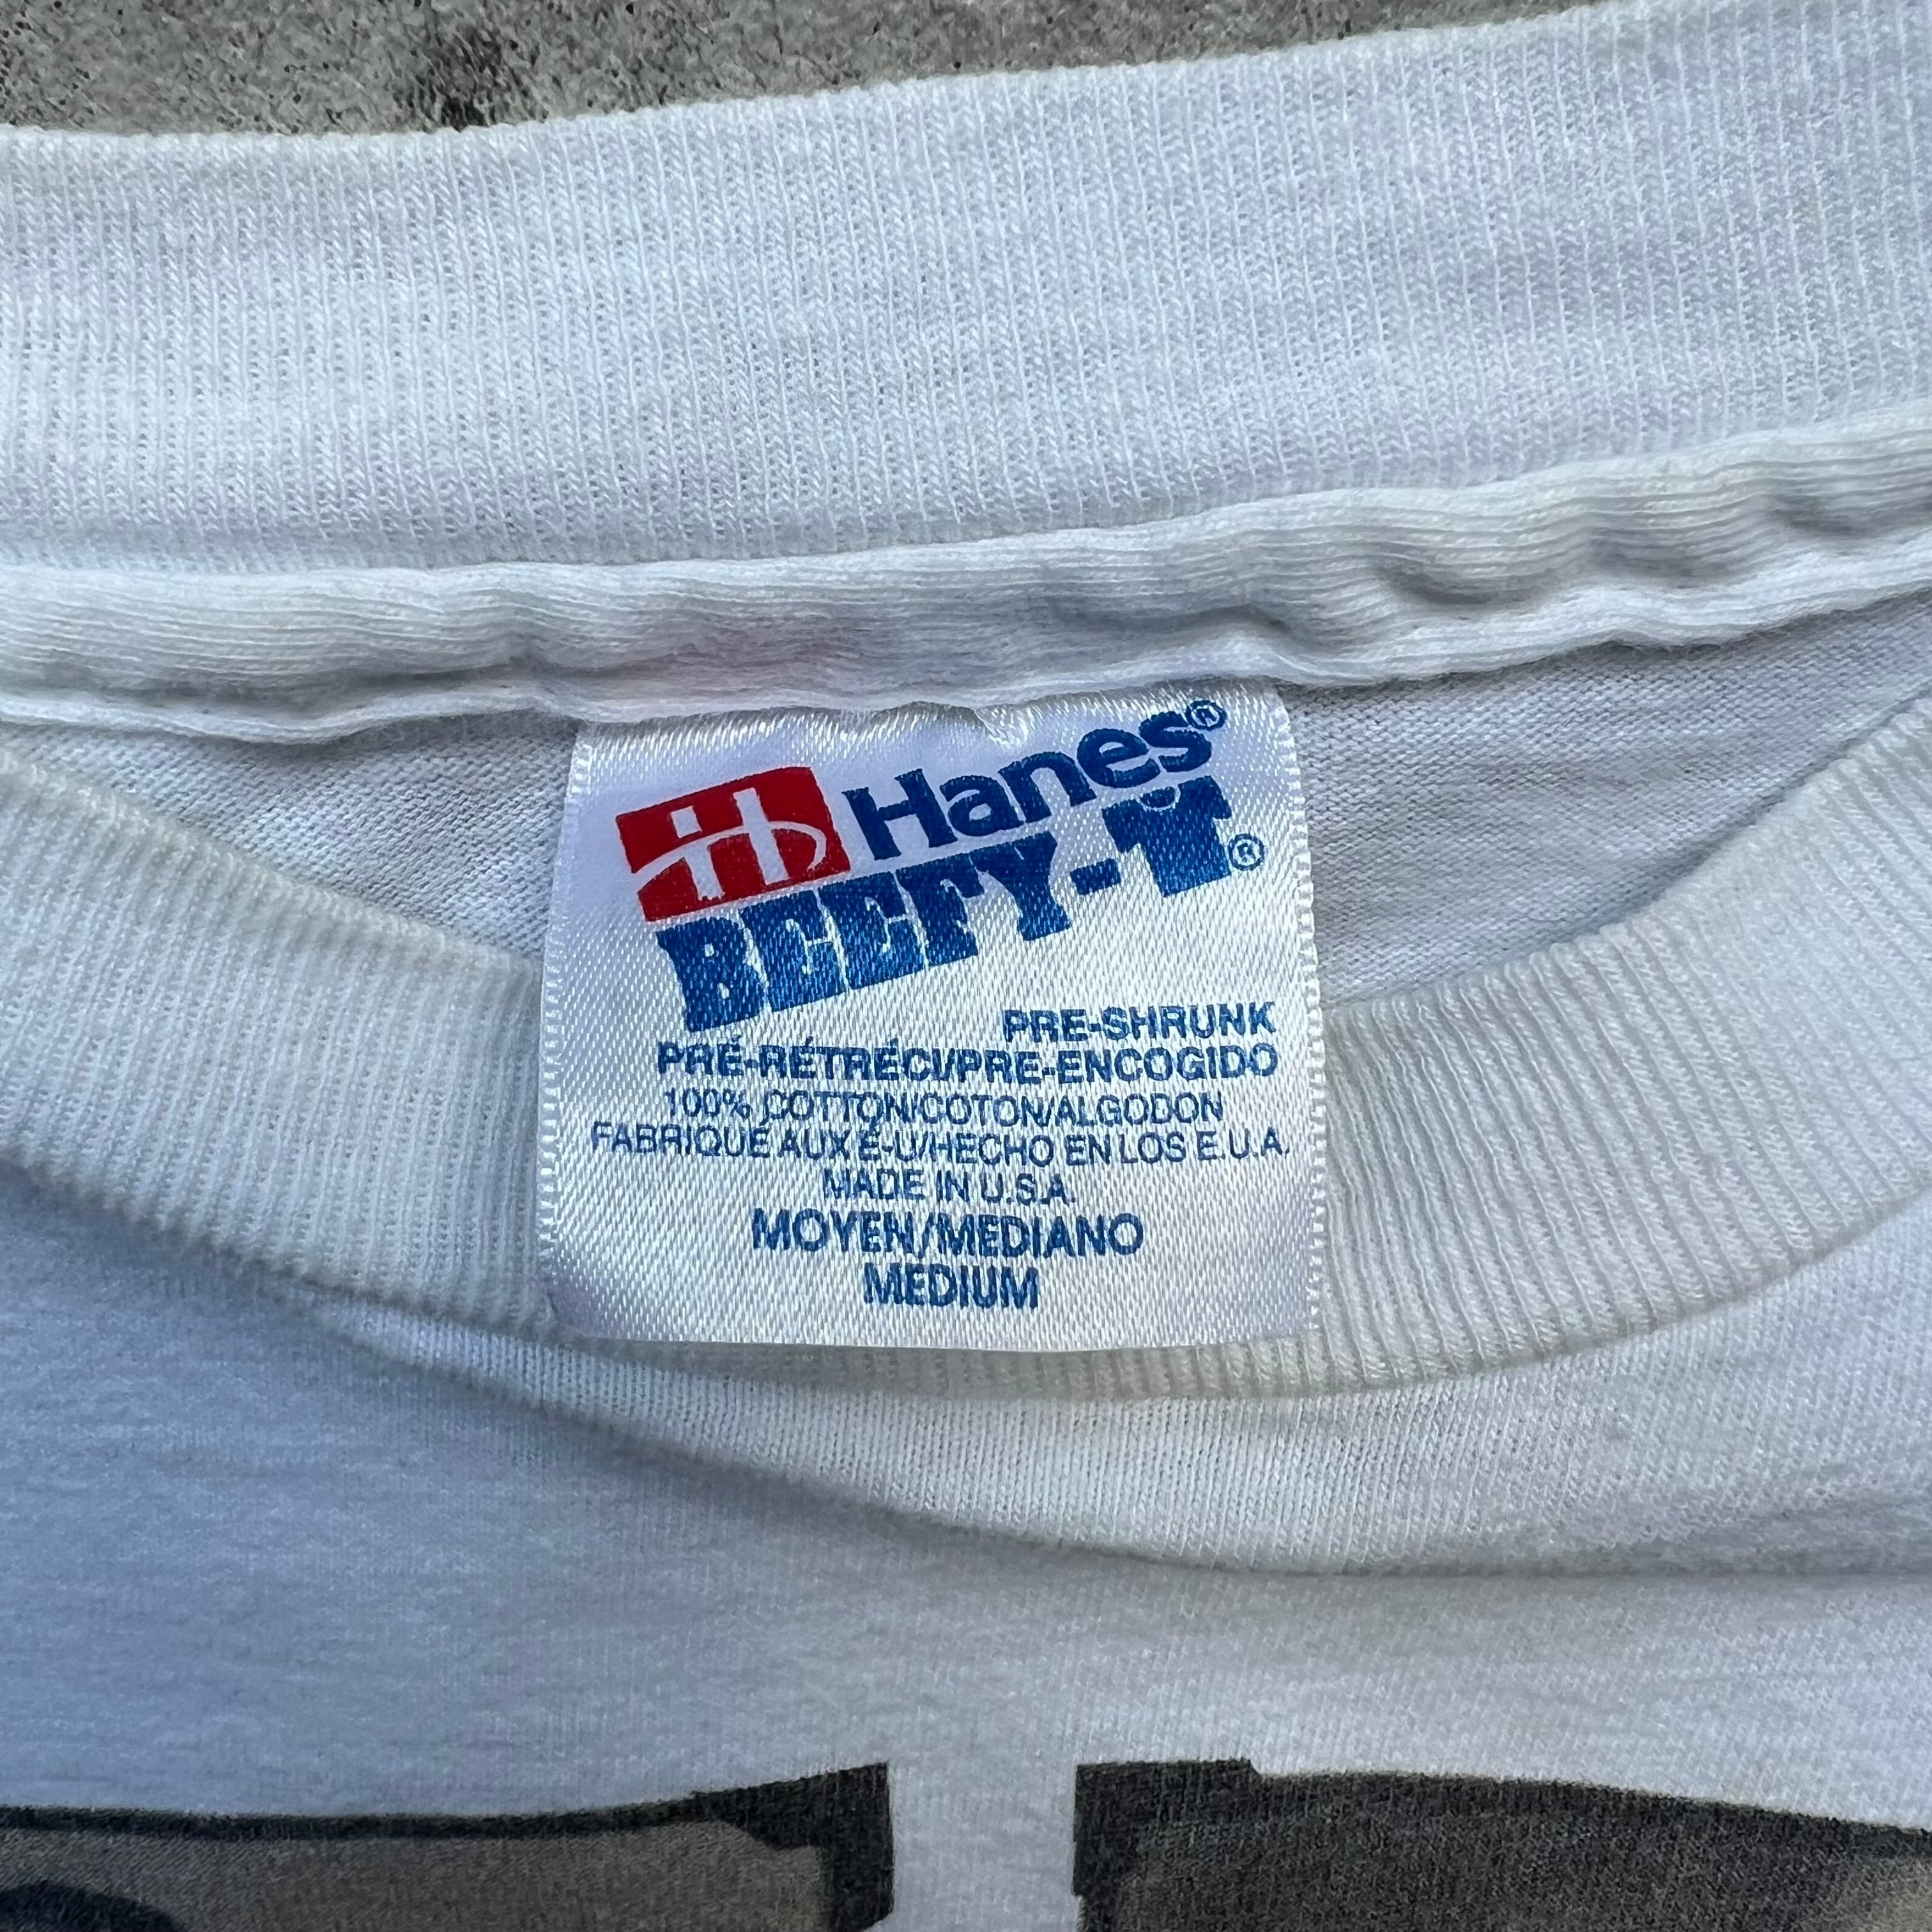 Hanes®
BEEFY-T®
PRE-SHRUNK
PRÉ-RÉTRÉCI/PRE-ENCOGIDO
100% COTTON/COTON/ALGODON
FABRIQUÉ AUX É-U/HECHO EN LOS E.U.A.
MADE IN U.S.A.
MOYEN/MEDIANO
MEDIUM